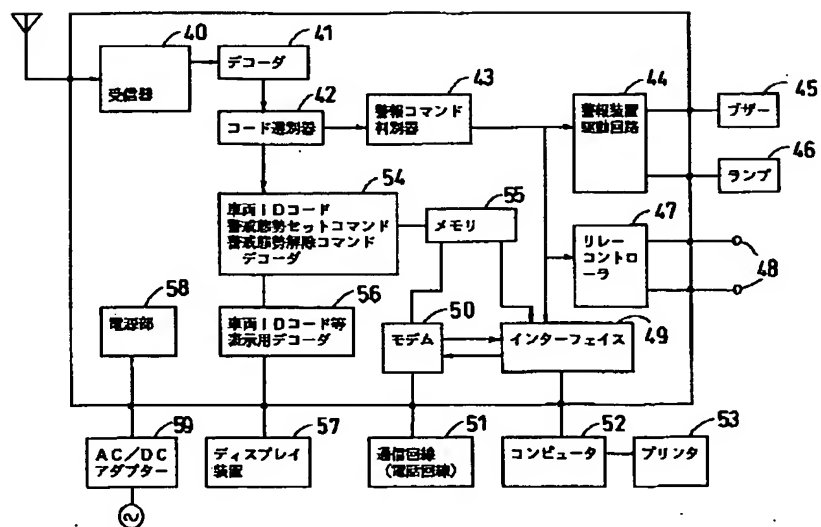 40
受信器
41
デコーダ
42
コード選別器
43
警報コマンド
判別器
44
警報装置
駆動回路
45
ブザー
46
ランプ
54
車両IDコード
警戒態勢セットコマンド
警戒態勢解除コマンド
デコーダ
55
メモリ
47
リレー
コントロ
ーラ
48
58
電源部
56
車両IDコード等
表示用デコーダ
50
モデム
49
インターフェイス
59
AC/DC
アダプター
57
ディスプレイ
装置
51
通信回線
(電話回線)
52
コンピュータ
53
プリンタ